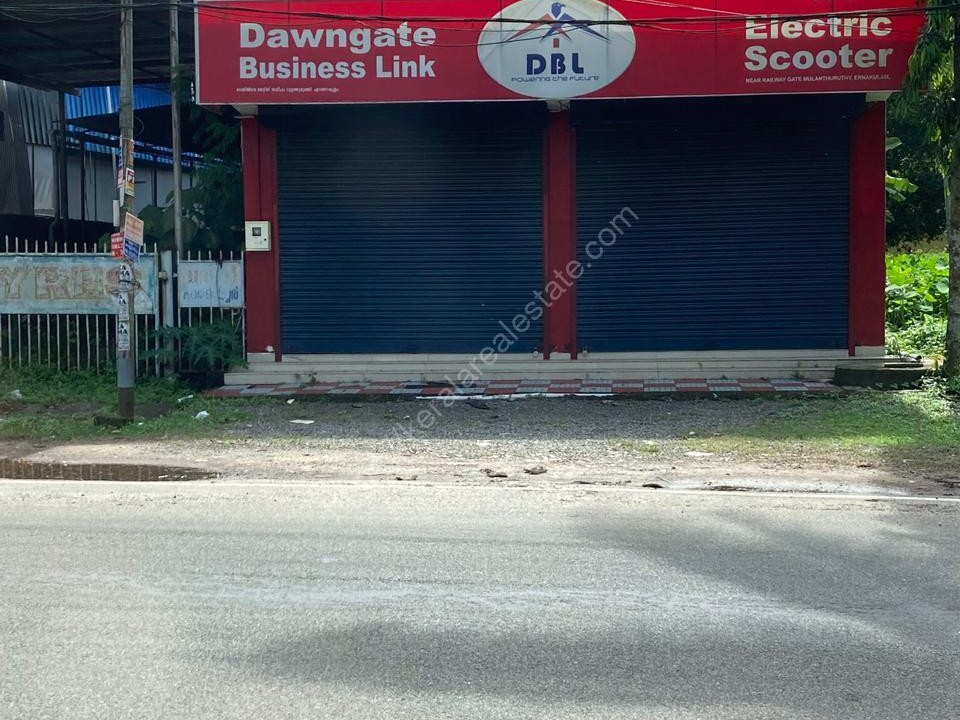 Dawngate
Business Link
DBL
Powering the Future
Electric
Scooter
NEAR RAILWAY GATE MULANTHURUTHY, ERNAKULAM,
keralarealestate.com